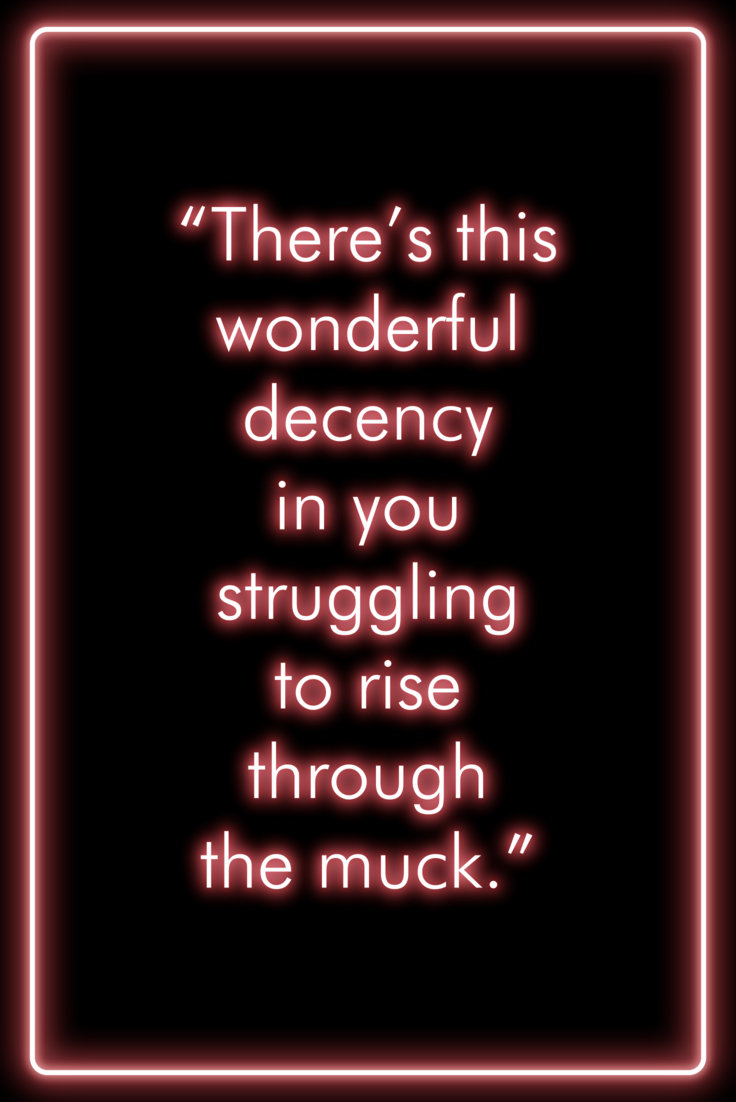 “There’s this
wonderful
decency
in you
struggling
to rise
through
the muck.”